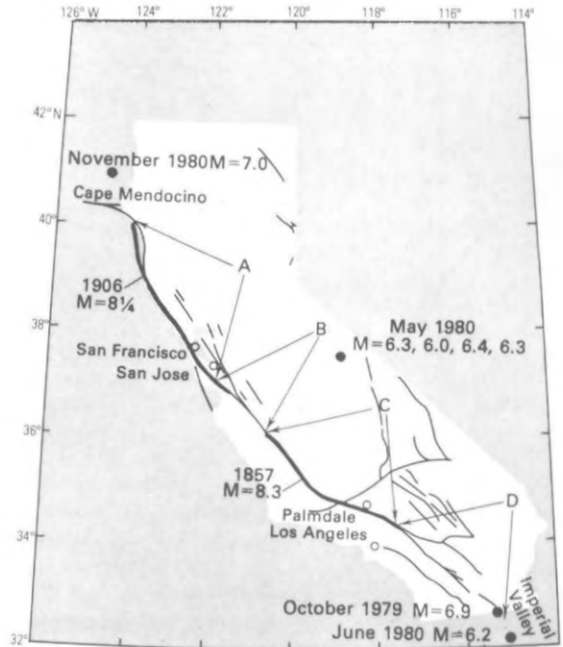 126°W 124° 122° 120° 118° 116° 114°
42°N
November 1980 M=7.0
Cape Mendocino
40°
A
1906
M=8¼
B
May 1980
M=6.3, 6.0, 6.4, 6.3
38°
San Francisco
San Jose
C
36°
1857
M=8.3
D
Palmdale
34°
Los Angeles
Imperial
Valley
October 1979 M=6.9
June 1980 M=6.2
32°